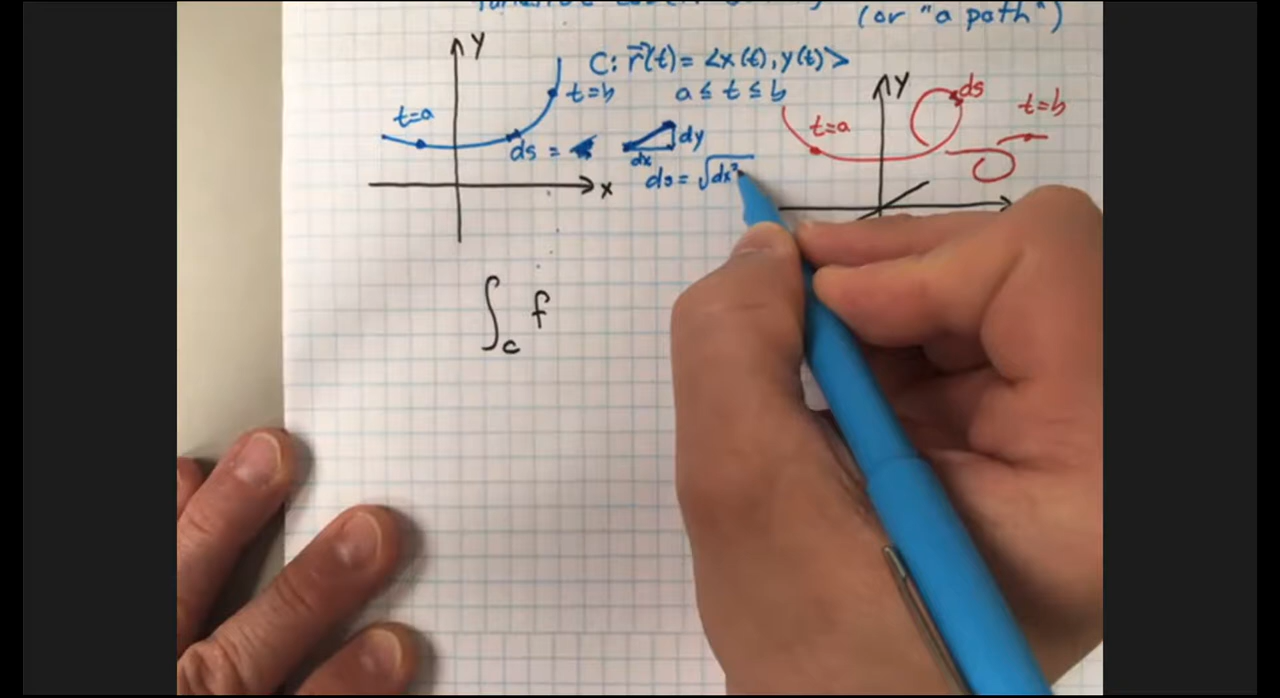 (or "a path")
y
C: r⃗(t) = <x(t), y(t)>
t=b
a ≤ t ≤ b
t=a
ds =
dy
dx
ds = √dx²
x
y
ds
t=a
t=b
∫c f